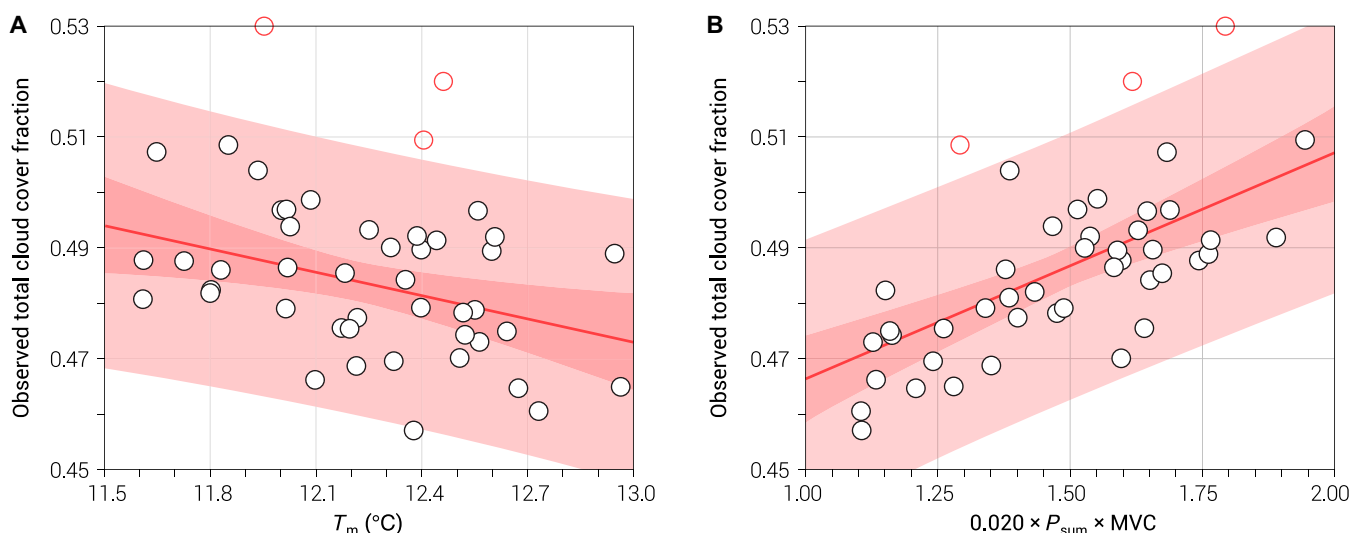 A
Observed total cloud cover fraction
0.53
0.51
0.49
0.47
0.45
11.5 11.8 12.1 12.4 12.7 13.0
Tm (°C)
B
Observed total cloud cover fraction
0.53
0.51
0.49
0.47
0.45
1.00 1.25 1.50 1.75 2.00
0.020 × Psum × MVC